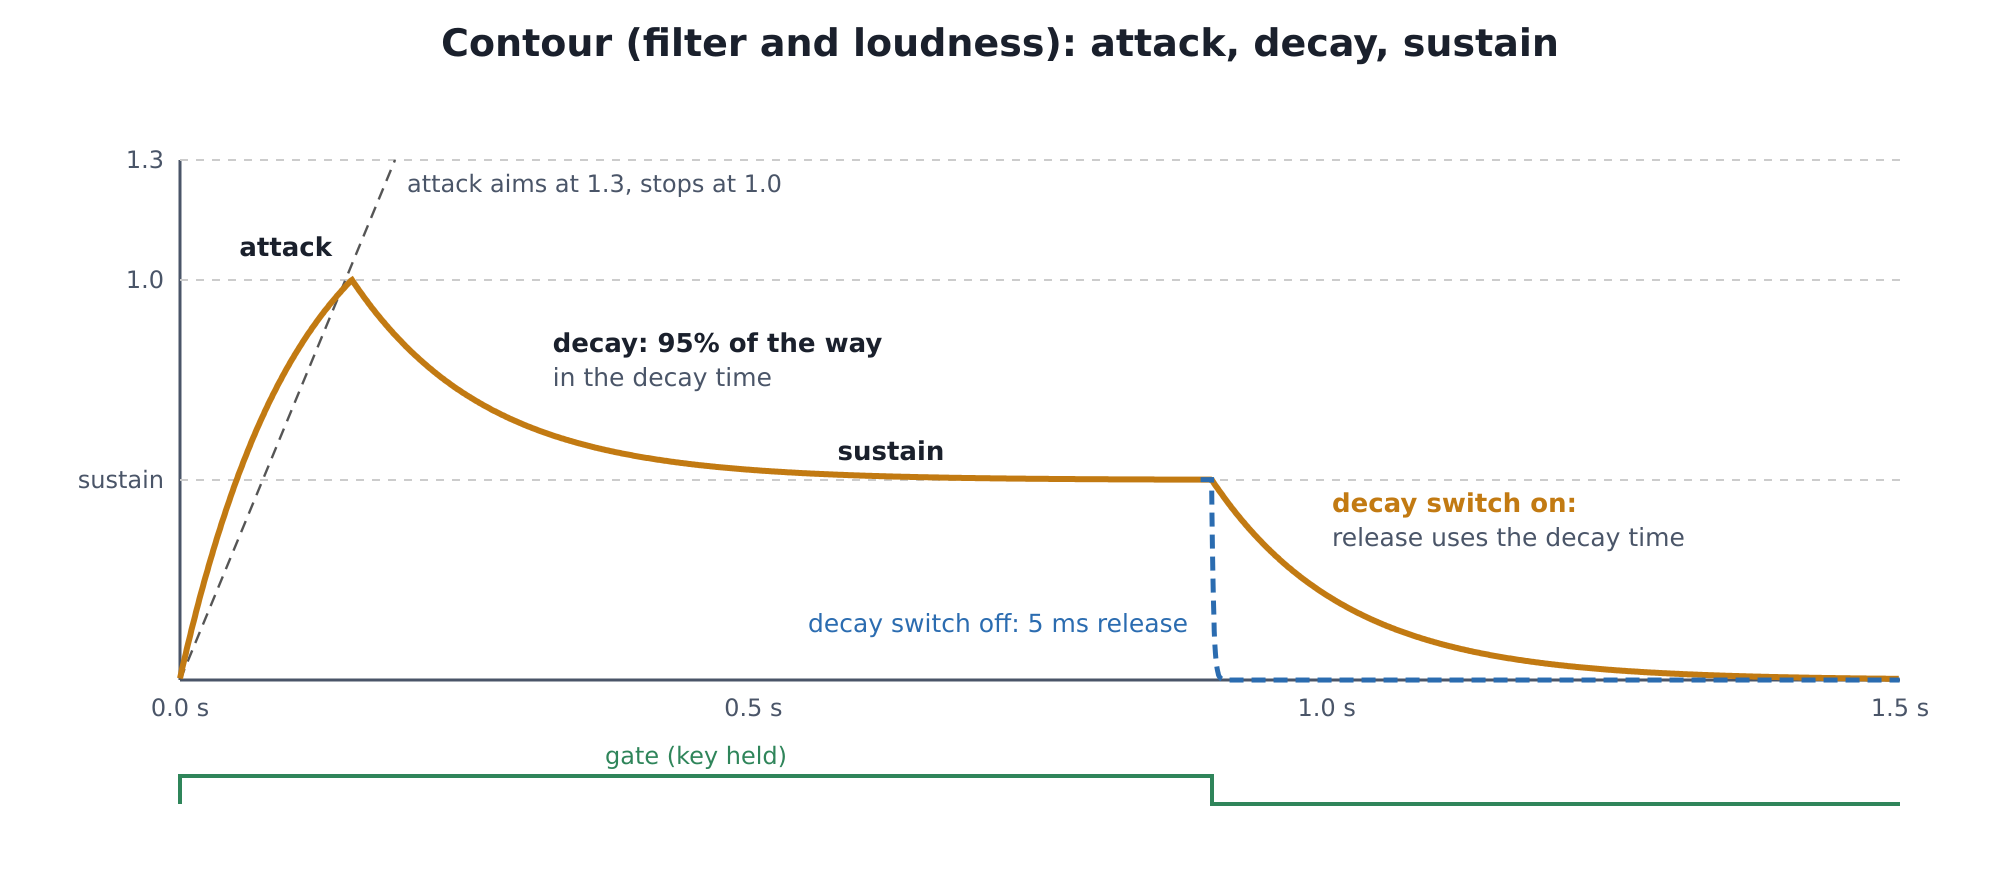 Contour (filter and loudness): attack, decay, sustain
1.3
attack aims at 1.3, stops at 1.0
attack
1.0
decay: 95% of the way
in the decay time
sustain
sustain
decay switch on:
release uses the decay time
decay switch off: 5 ms release
0.0 s
0.5 s
1.0 s
1.5 s
gate (key held)